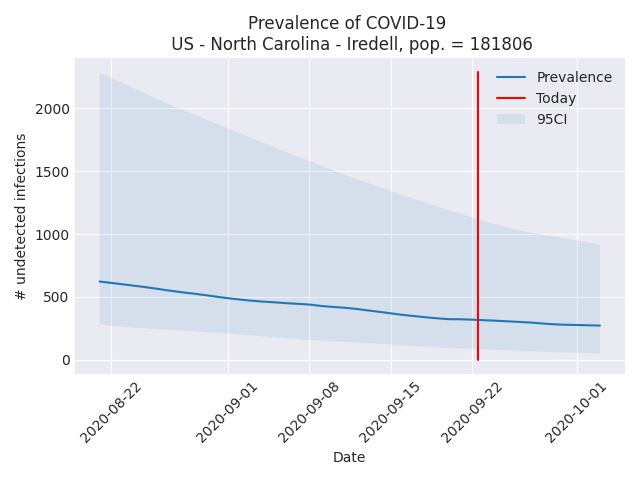 Prevalence of COVID-19
US - North Carolina - Iredell, pop. = 181806
Prevalence
Today
95CI
# undetected infections
2000
1500
1000
500
0
2020-08-22
2020-09-01
2020-09-08
2020-09-15
2020-09-22
2020-10-01
Date